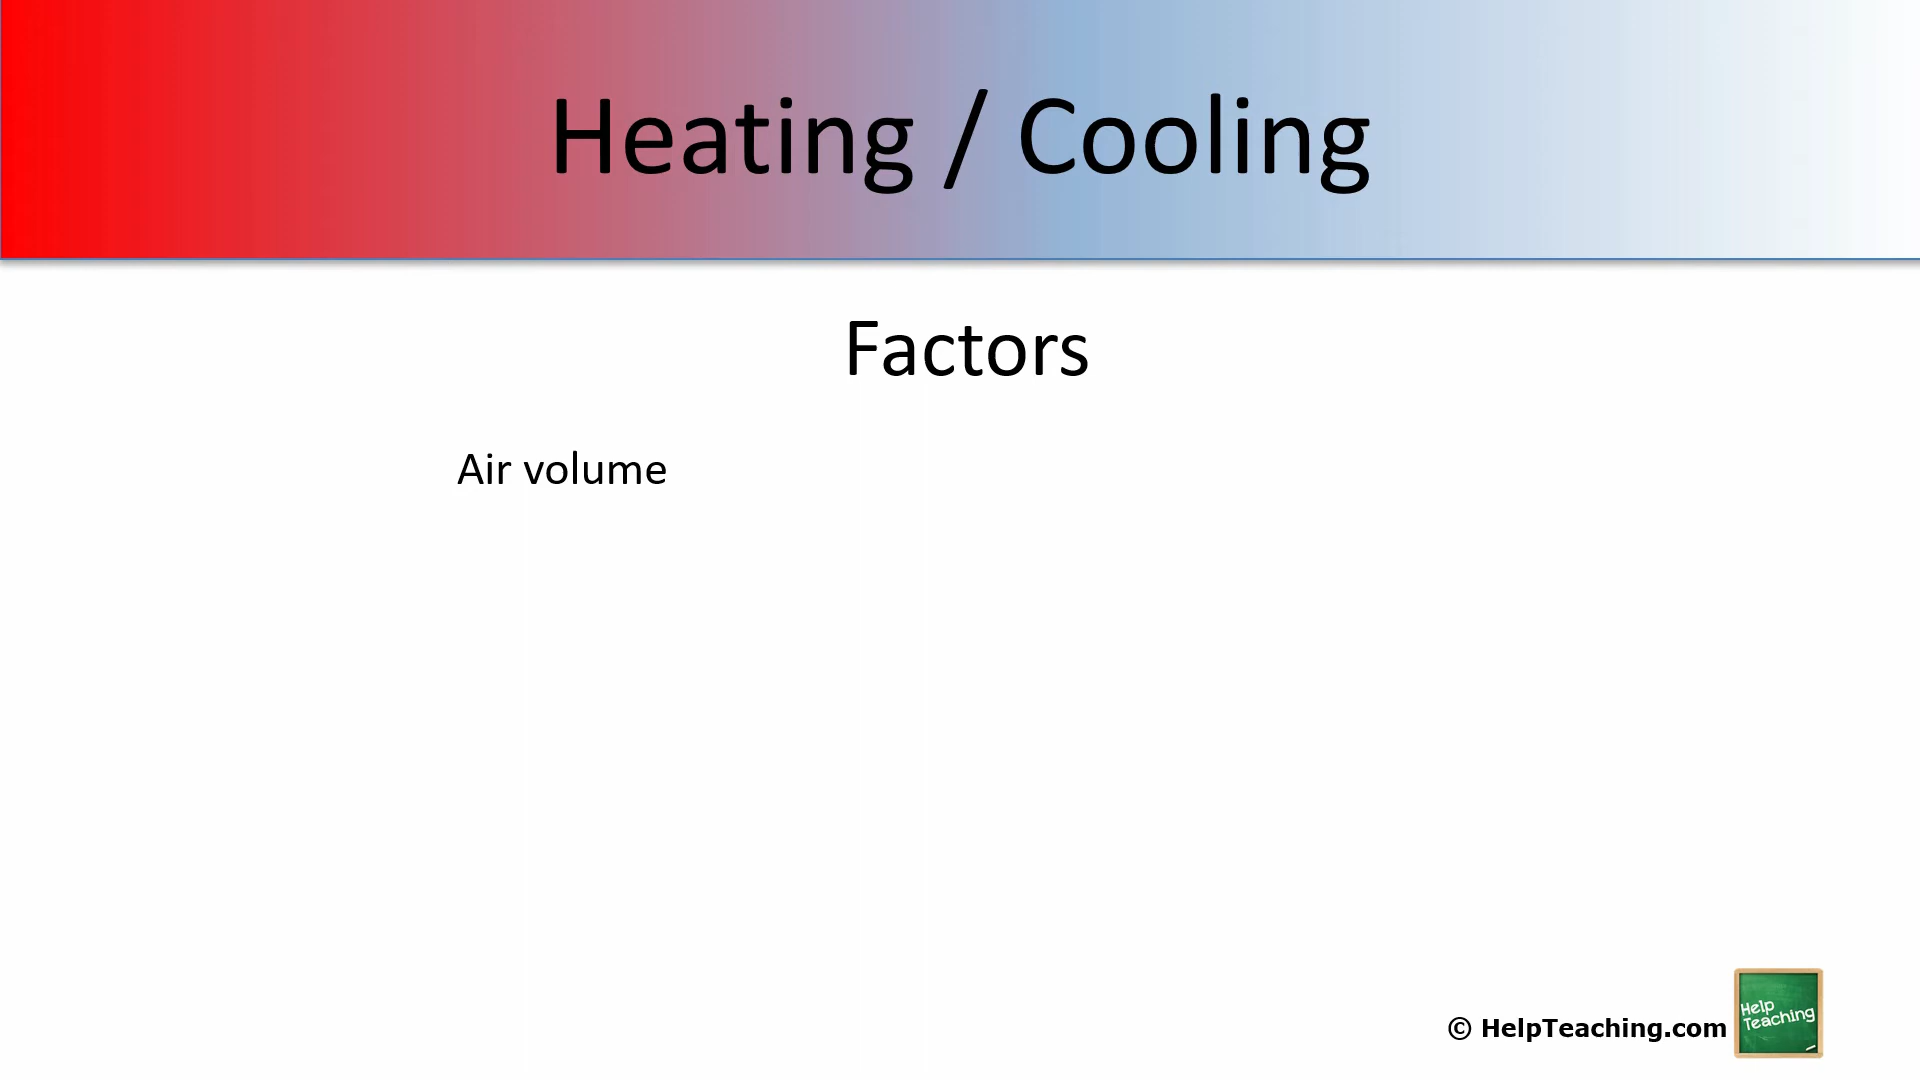 Heating / Cooling
Factors
Air volume
© HelpTeaching.com
Help
Teaching